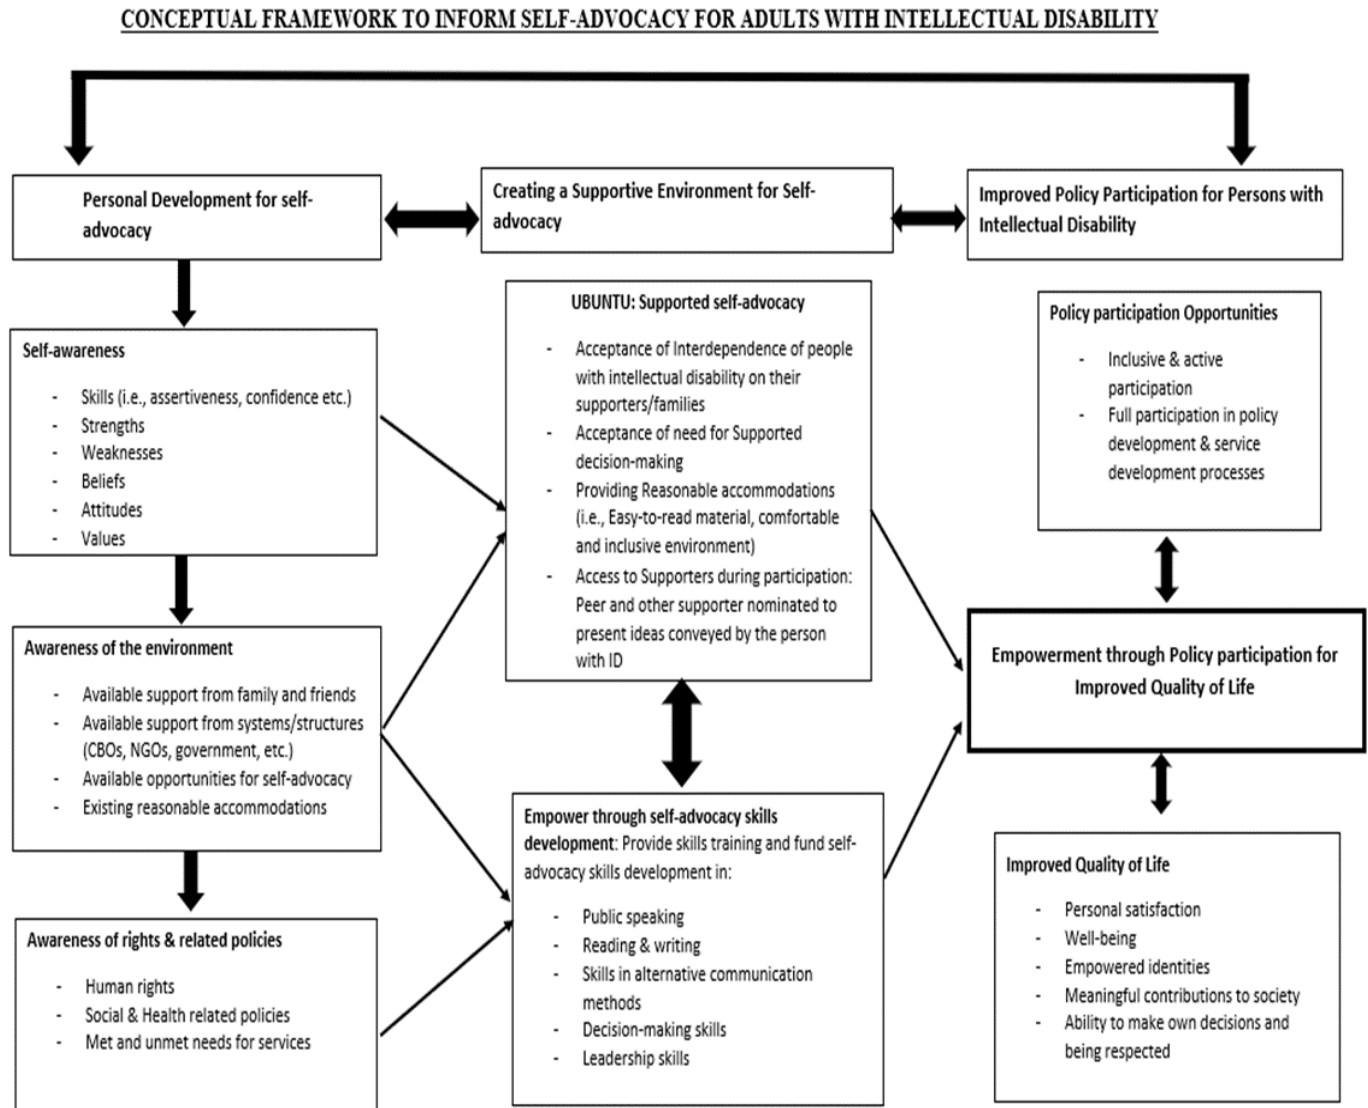 CONCEPTUAL FRAMEWORK TO INFORM SELF-ADVOCACY FOR ADULTS WITH INTELLECTUAL DISABILITY
Personal Development for self-
advocacy
Creating a Supportive Environment for Self-
advocacy
Improved Policy Participation for Persons with
Intellectual Disability
Self-awareness
- Skills (i.e., assertiveness, confidence etc.)
- Strengths
- Weaknesses
- Beliefs
- Attitudes
- Values
Awareness of the environment
- Available support from family and friends
- Available support from systems/structures
(CBOs, NGOs, government, etc.)
- Available opportunities for self-advocacy
- Existing reasonable accommodations
Awareness of rights & related policies
- Human rights
- Social & Health related policies
- Met and unmet needs for services
UBUNTU: Supported self-advocacy
- Acceptance of Interdependence of people
with intellectual disability on their
supporters/families
- Acceptance of need for Supported
decision-making
- Providing Reasonable accommodations
(i.e., Easy-to-read material, comfortable
and inclusive environment)
- Access to Supporters during participation:
Peer and other supporter nominated to
present ideas conveyed by the person
with ID
Empower through self-advocacy skills
development: Provide skills training and fund self-
advocacy skills development in:
- Public speaking
- Reading & writing
- Skills in alternative communication
methods
- Decision-making skills
- Leadership skills
Policy participation Opportunities
- Inclusive & active
participation
- Full participation in policy
development & service
development processes
Empowerment through Policy participation for
Improved Quality of Life
Improved Quality of Life
- Personal satisfaction
- Well-being
- Empowered identities
- Meaningful contributions to society
- Ability to make own decisions and
being respected